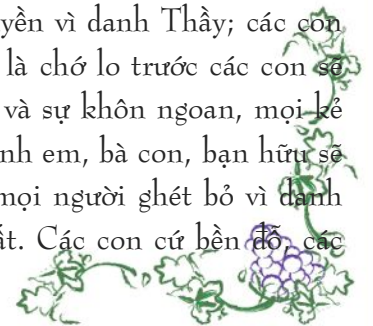 yền vì danh Thầy; các con
là chớ lo trước các con sẽ
và sự khôn ngoan, mọi kẻ
nh em, bà con, bạn hữu sẽ
mọi người ghét bỏ vì danh
ất. Các con cứ bền đỗ, các